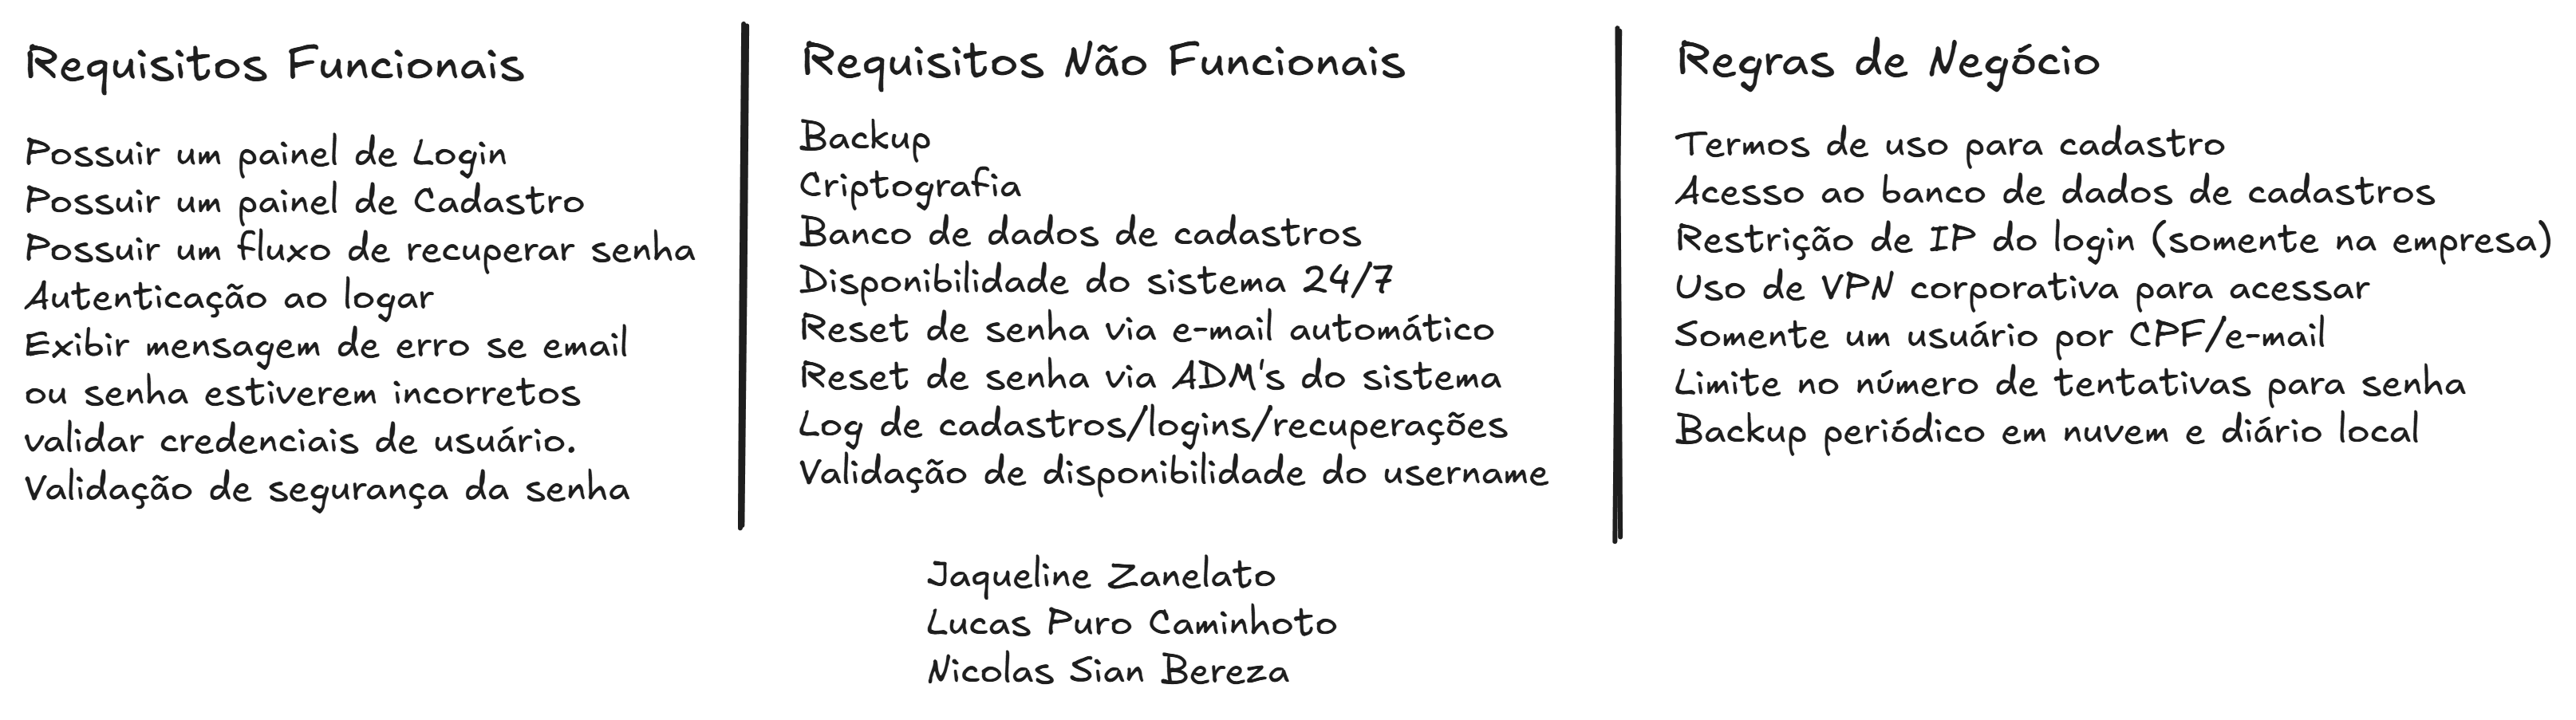 Requisitos Funcionais
Possuir um painel de Login
Possuir um painel de Cadastro
Possuir um fluxo de recuperar senha
Autenticação ao logar
Exibir mensagem de erro se email
ou senha estiverem incorretos
validar credenciais de usuário.
Validação de segurança da senha
Requisitos Não Funcionais
Backup
Criptografia
Banco de dados de cadastros
Disponibilidade do sistema 24/7
Reset de senha via e-mail automático
Reset de senha via ADM's do sistema
Log de cadastros/logins/recuperações
Validação de disponibilidade do username
Regras de Negócio
Termos de uso para cadastro
Acesso ao banco de dados de cadastros
Restrição de IP do login (somente na empresa)
Uso de VPN corporativa para acessar
Somente um usuário por CPF/e-mail
Limite no número de tentativas para senha
Backup periódico em nuvem e diário local
Jaqueline Zanelato
Lucas Puro Caminhoto
Nicolas Sian Bereza